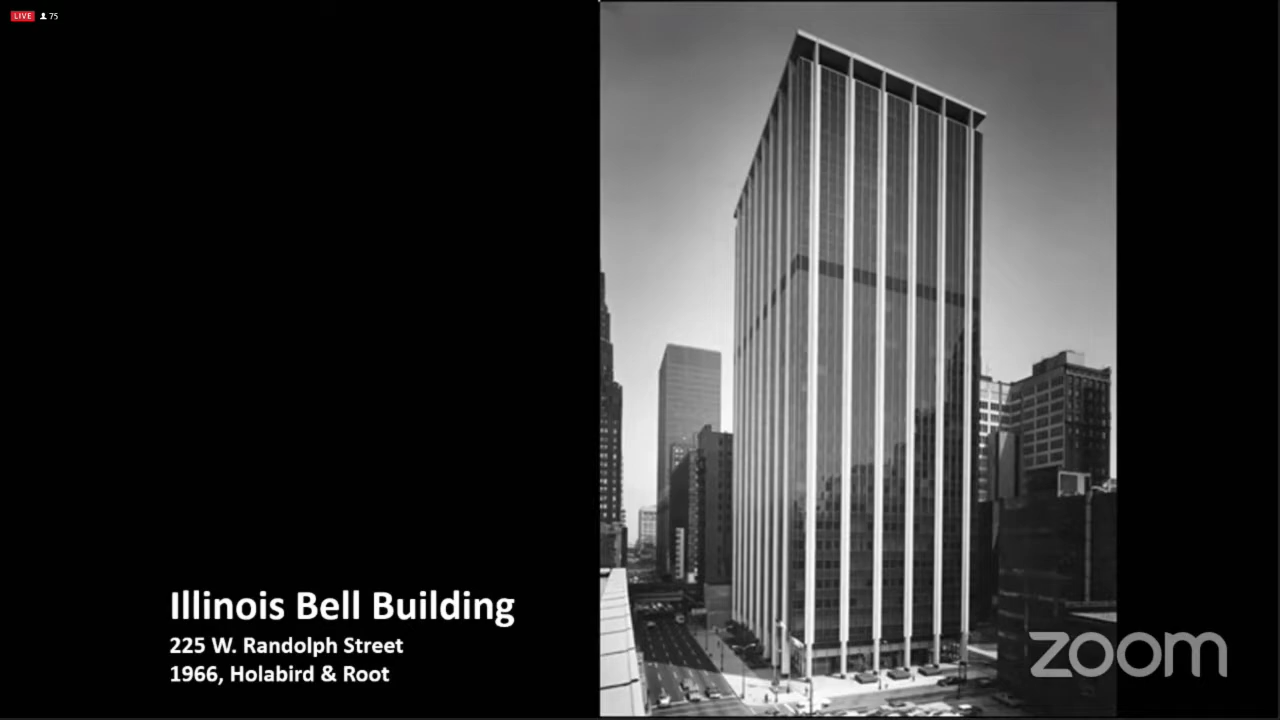 LIVE 75
Illinois Bell Building
225 W. Randolph Street
1966, Holabird & Root
zoom